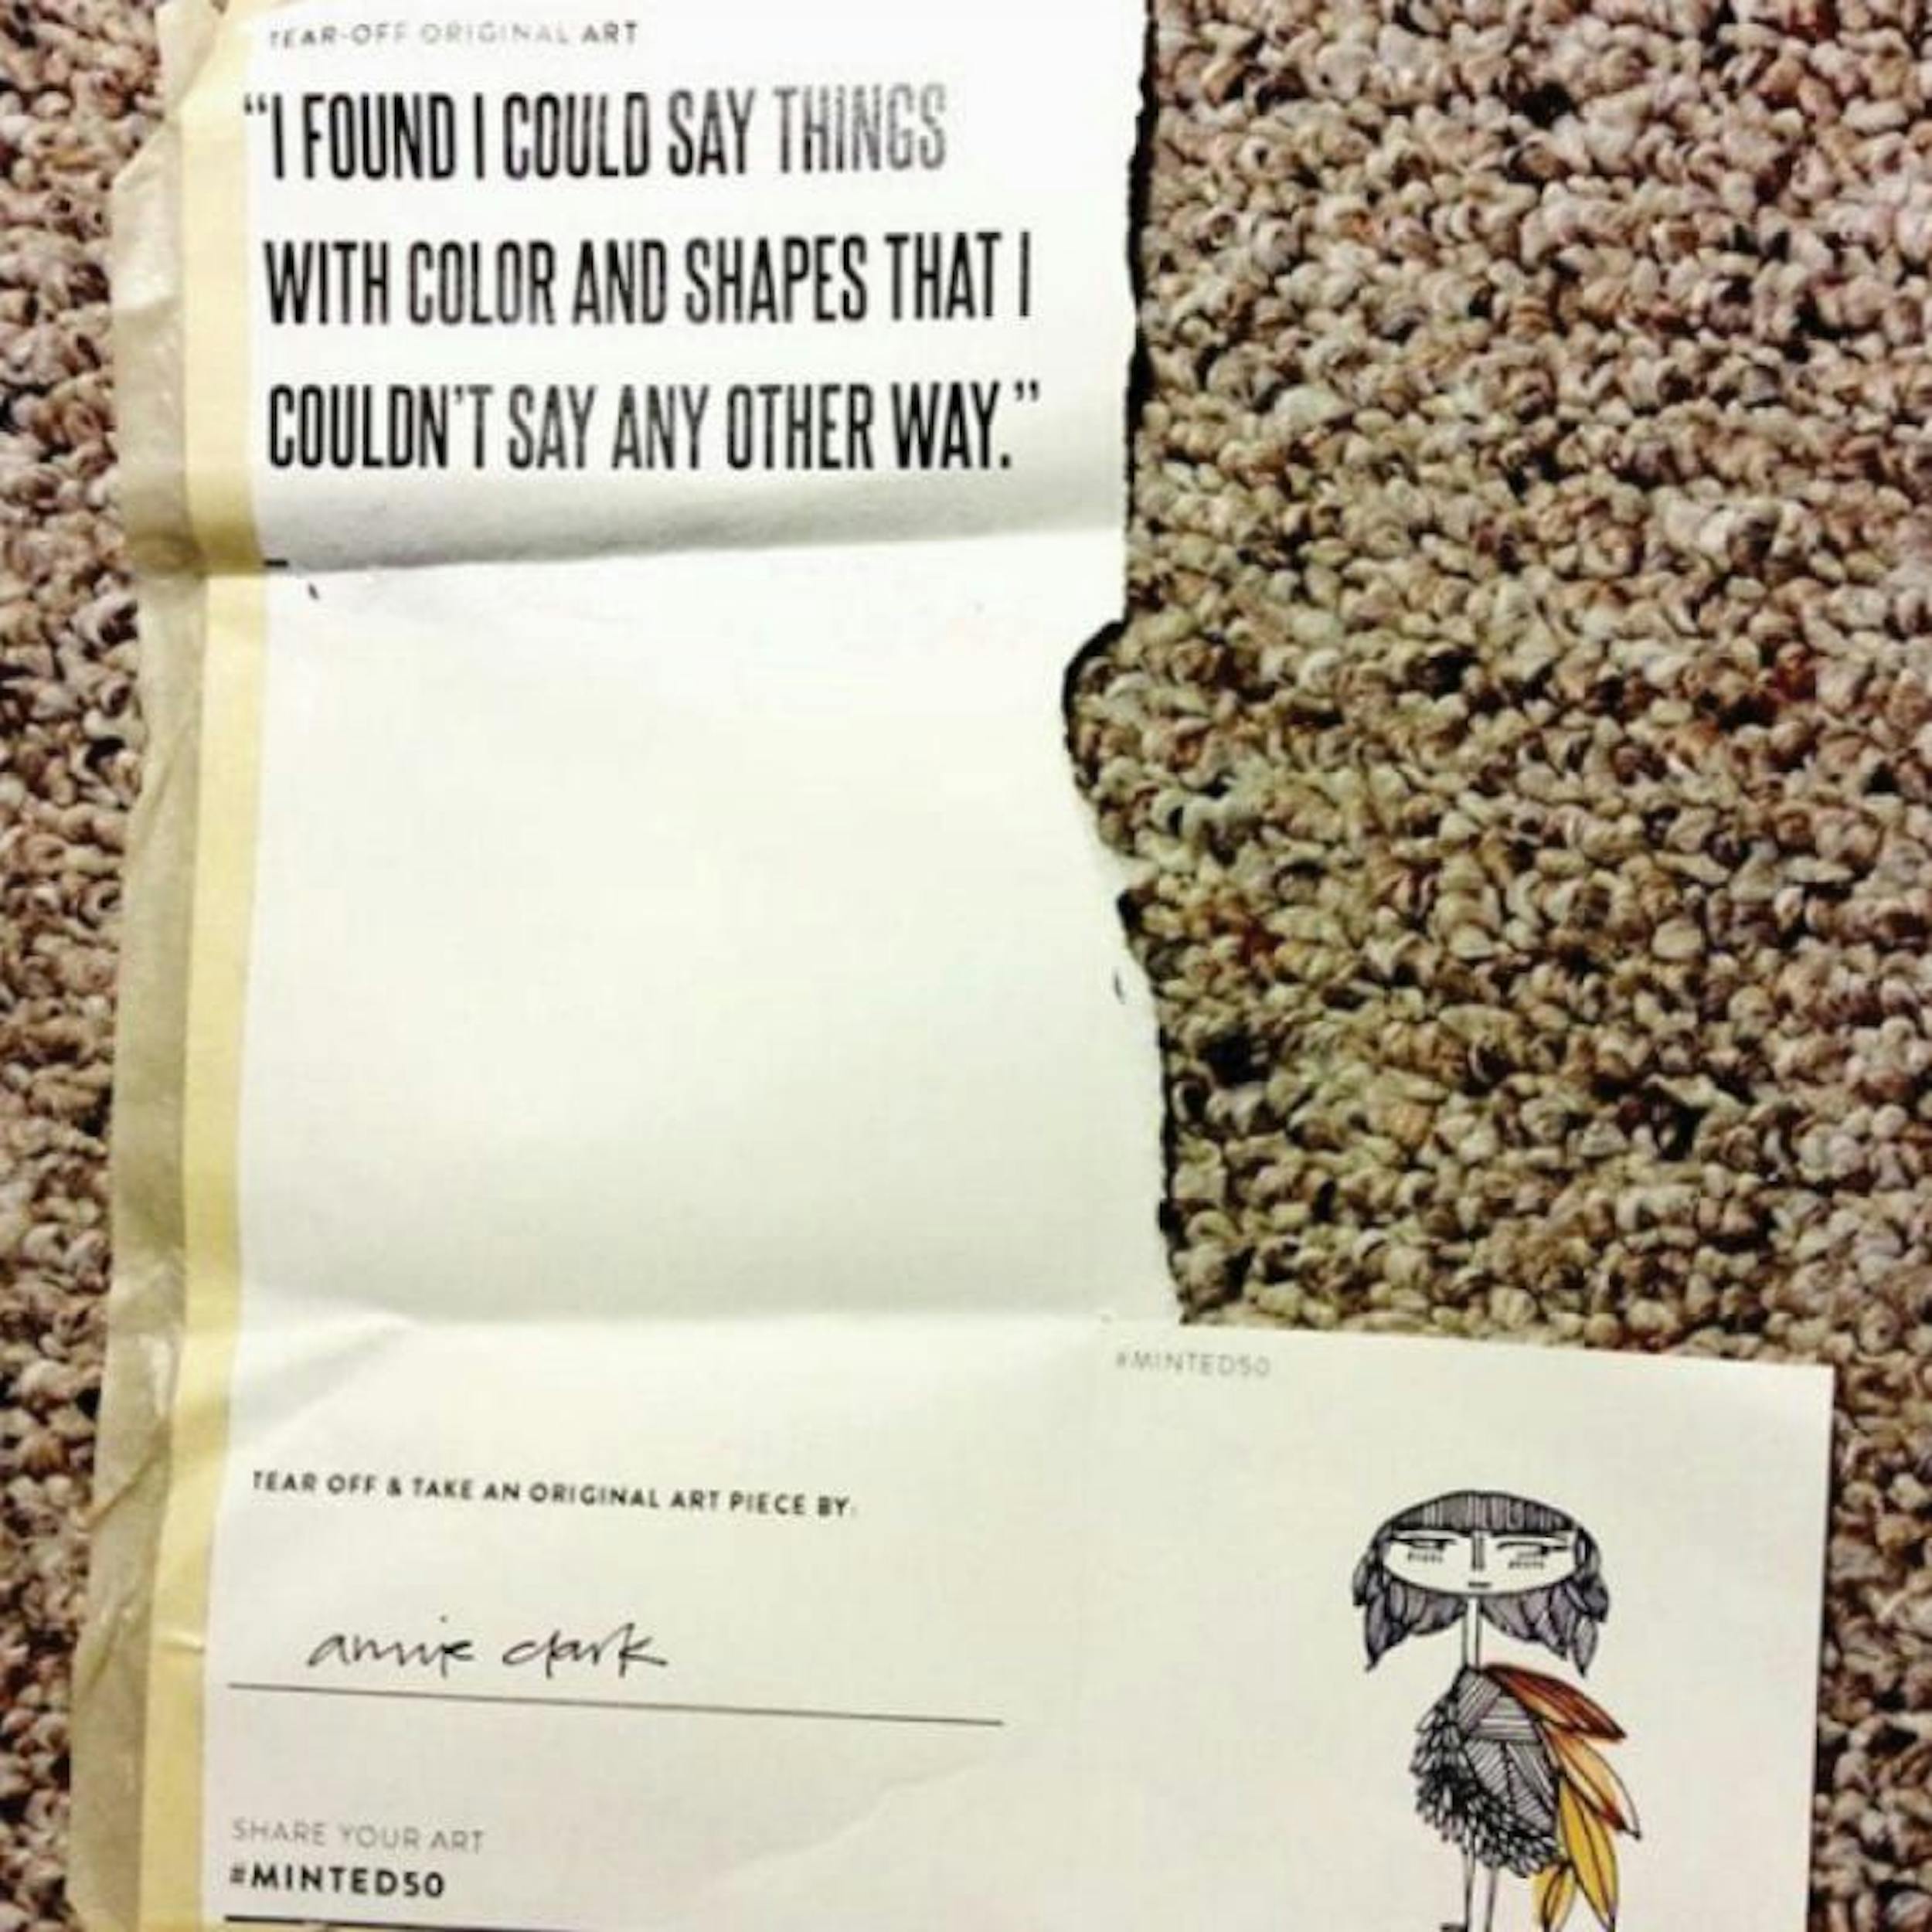 TEAR-OFF ORIGINAL ART
“I FOUND I COULD SAY THINGS
WITH COLOR AND SHAPES THAT I
COULDN'T SAY ANY OTHER WAY.”
#MINTED50
TEAR OFF & TAKE AN ORIGINAL ART PIECE BY:
annie clark
SHARE YOUR ART
#MINTED50